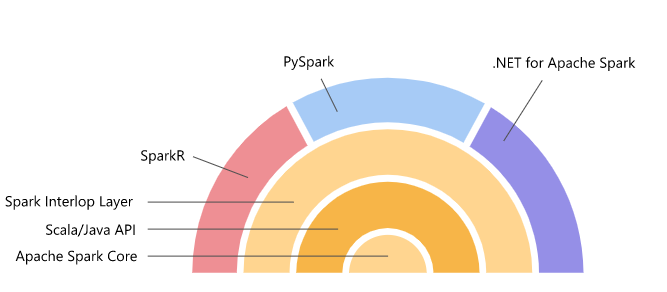 PySpark
.NET for Apache Spark
SparkR
Spark Interlop Layer
Scala/Java API
Apache Spark Core